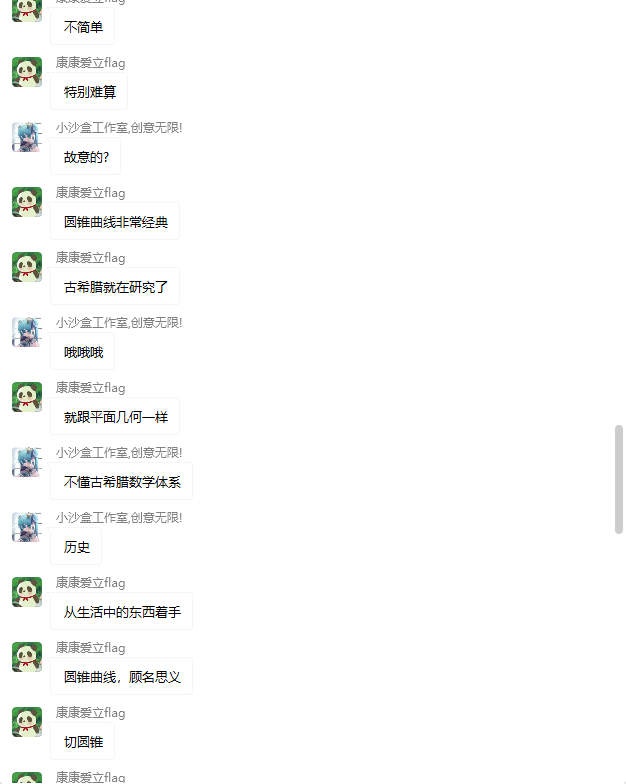 康康爱立flag
不简单
康康爱立flag
特别难算
小沙盒工作室,创意无限!
故意的?
康康爱立flag
圆锥曲线非常经典
康康爱立flag
古希腊就在研究了
小沙盒工作室,创意无限!
哦哦哦
康康爱立flag
就跟平面几何一样
小沙盒工作室,创意无限!
不懂古希腊数学体系
小沙盒工作室,创意无限!
历史
康康爱立flag
从生活中的东西着手
康康爱立flag
圆锥曲线，顾名思义
康康爱立flag
切圆锥
康康爱立flag